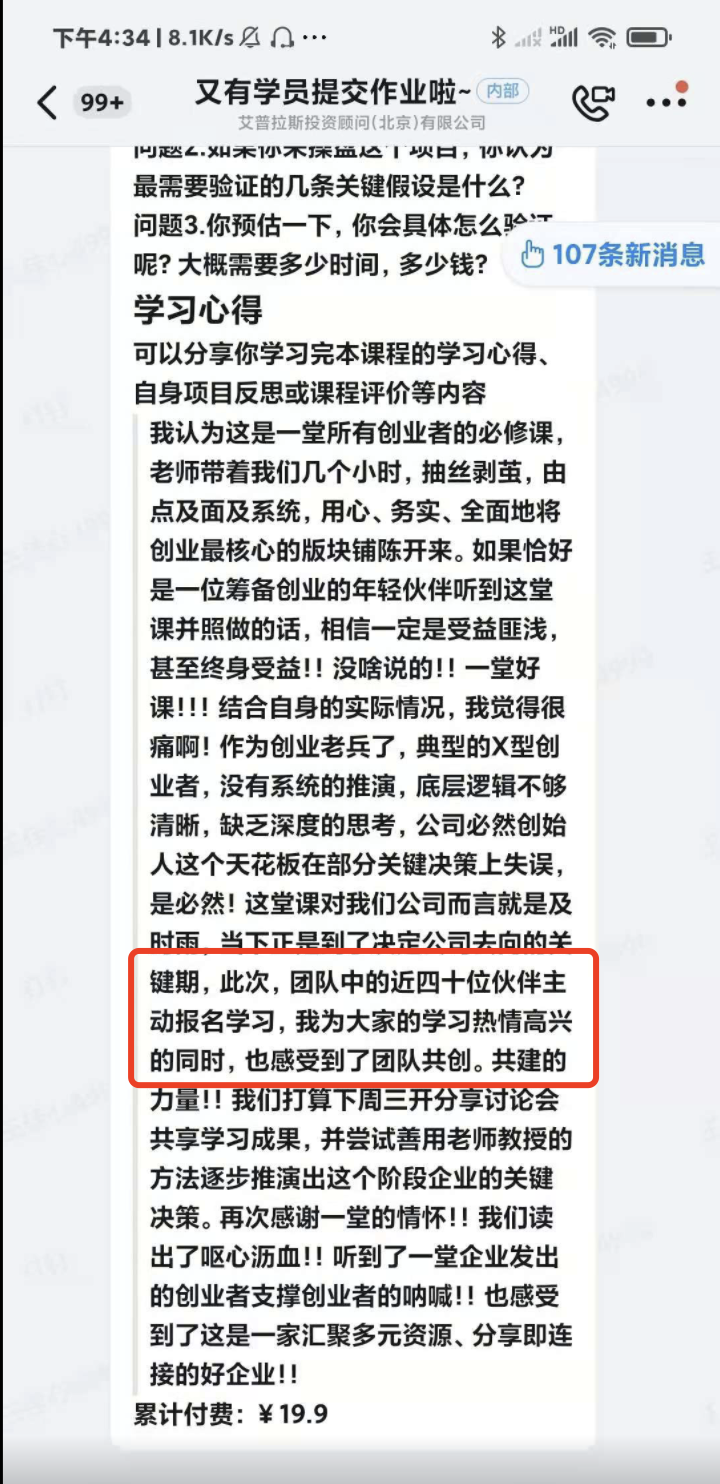 下午4:34 | 8.1K/s
HD
99+
又有学员提交作业啦~ 内部
艾普拉斯投资顾问(北京)有限公司
问题2.如果你来操盘这个项目，你认为
最需要验证的几条关键假设是什么?
问题3.你预估一下，你会具体怎么验证
呢? 大概需要多少时间，多少钱?
107条新消息
学习心得
可以分享你学习完本课程的学习心得、
自身项目反思或课程评价等内容
我认为这是一堂所有创业者的必修课，
老师带着我们几个小时，抽丝剥茧，由
点及面及系统，用心、务实、全面地将
创业最核心的版块铺陈开来。如果恰好
是一位筹备创业的年轻伙伴听到这堂
课并照做的话，相信一定是受益匪浅，
甚至终身受益!! 没啥说的!! 一堂好
课!!! 结合自身的实际情况，我觉得很
痛啊! 作为创业老兵了，典型的X型创
业者，没有系统的推演，底层逻辑不够
清晰，缺乏深度的思考，公司必然创始
人这个天花板在部分关键决策上失误，
是必然! 这堂课对我们公司而言就是及
时雨，当下正是到了决定公司去向的关
键期，此次，团队中的近四十位伙伴主
动报名学习，我为大家的学习热情高兴
的同时，也感受到了团队共创。共建的
力量!! 我们打算下周三开分享讨论会
共享学习成果，并尝试善用老师教授的
方法逐步推演出这个阶段企业的关键
决策。再次感谢一堂的情怀!! 我们读
出了呕心沥血!! 听到了一堂企业发出
的创业者支撑创业者的呐喊!! 也感受
到了这是一家汇聚多元资源、分享即连
接的好企业!!
累计付费: ¥19.9